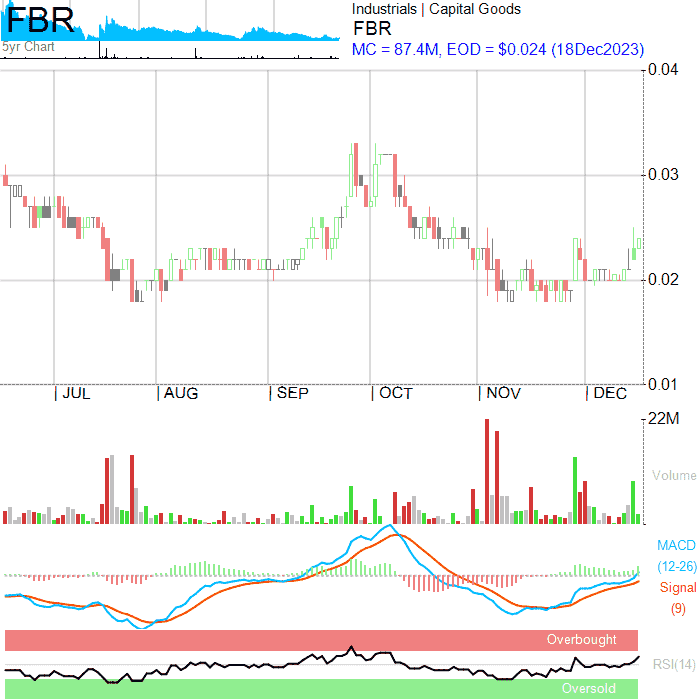 FBR
5yr Chart
Industrials | Capital Goods
FBR
MC = 87.4M, EOD = $0.024 (18Dec2023)
0.04
0.03
0.02
0.01
JUL AUG SEP OCT NOV DEC
22M
Volume
MACD
(12-26)
Signal
(9)
Overbought
RSI(14)
Oversold